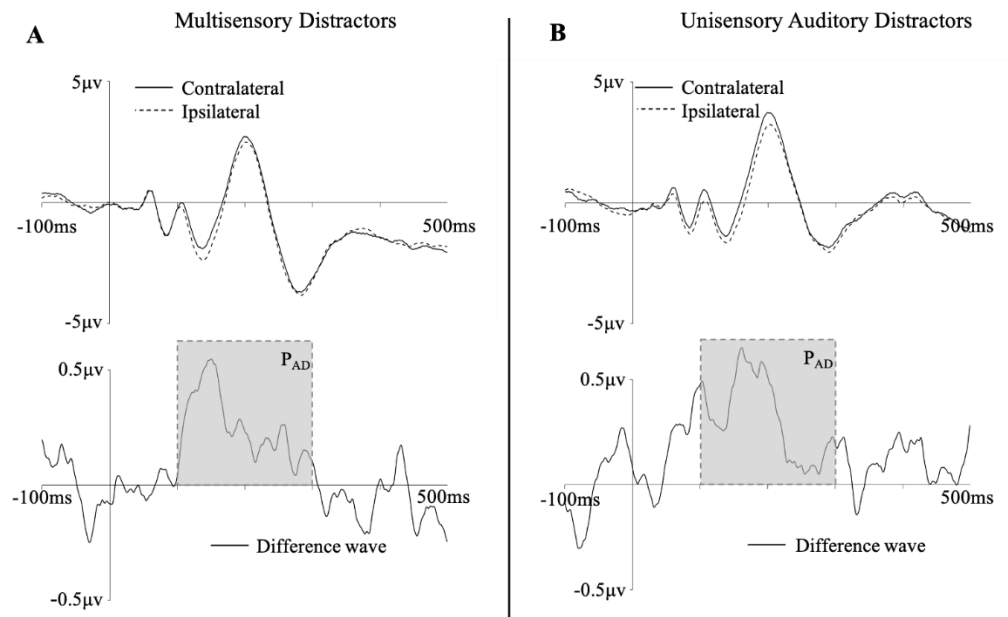 A
Multisensory Distractors
5μv
Contralateral
Ipsilateral
-100ms
500ms
-5μv
0.5μv
PAD
-100ms
500ms
Difference wave
-0.5μv
B
Unisensory Auditory Distractors
5μv
Contralateral
Ipsilateral
-100ms
500ms
-5μv
PAD
0.5μv
-100ms
500ms
Difference wave
-0.5μv